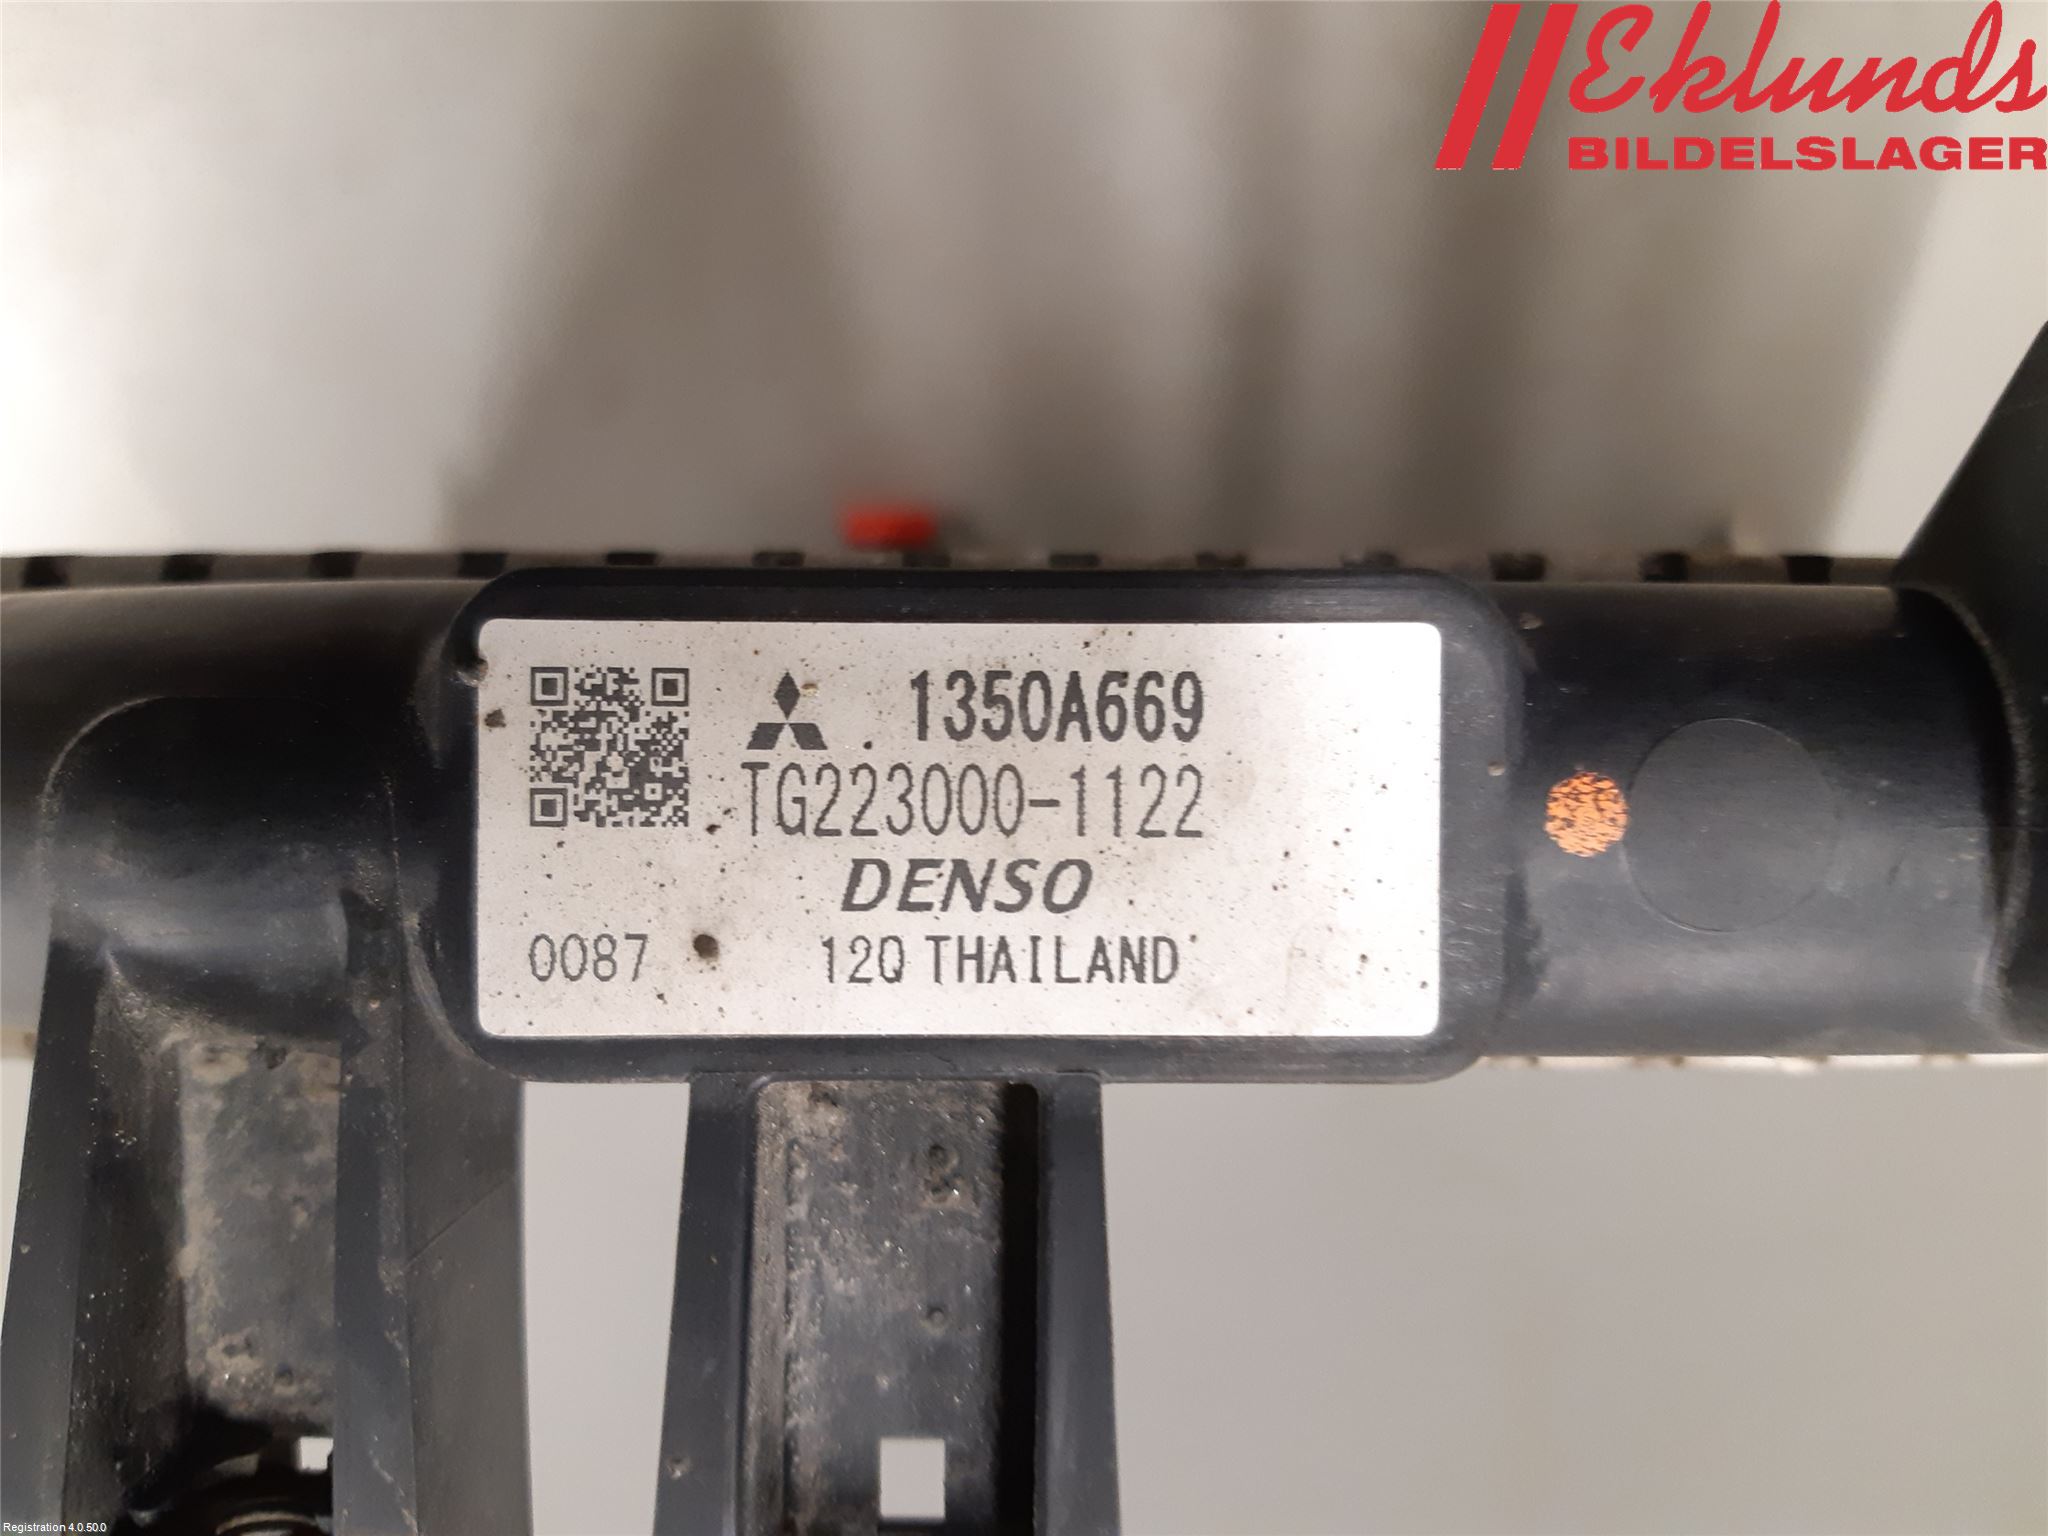 Eklunds
BILDELSLAGER
1350A669
TG223000-1122
DENSO
0087 12Q THAILAND
Registration 4.0.50.0